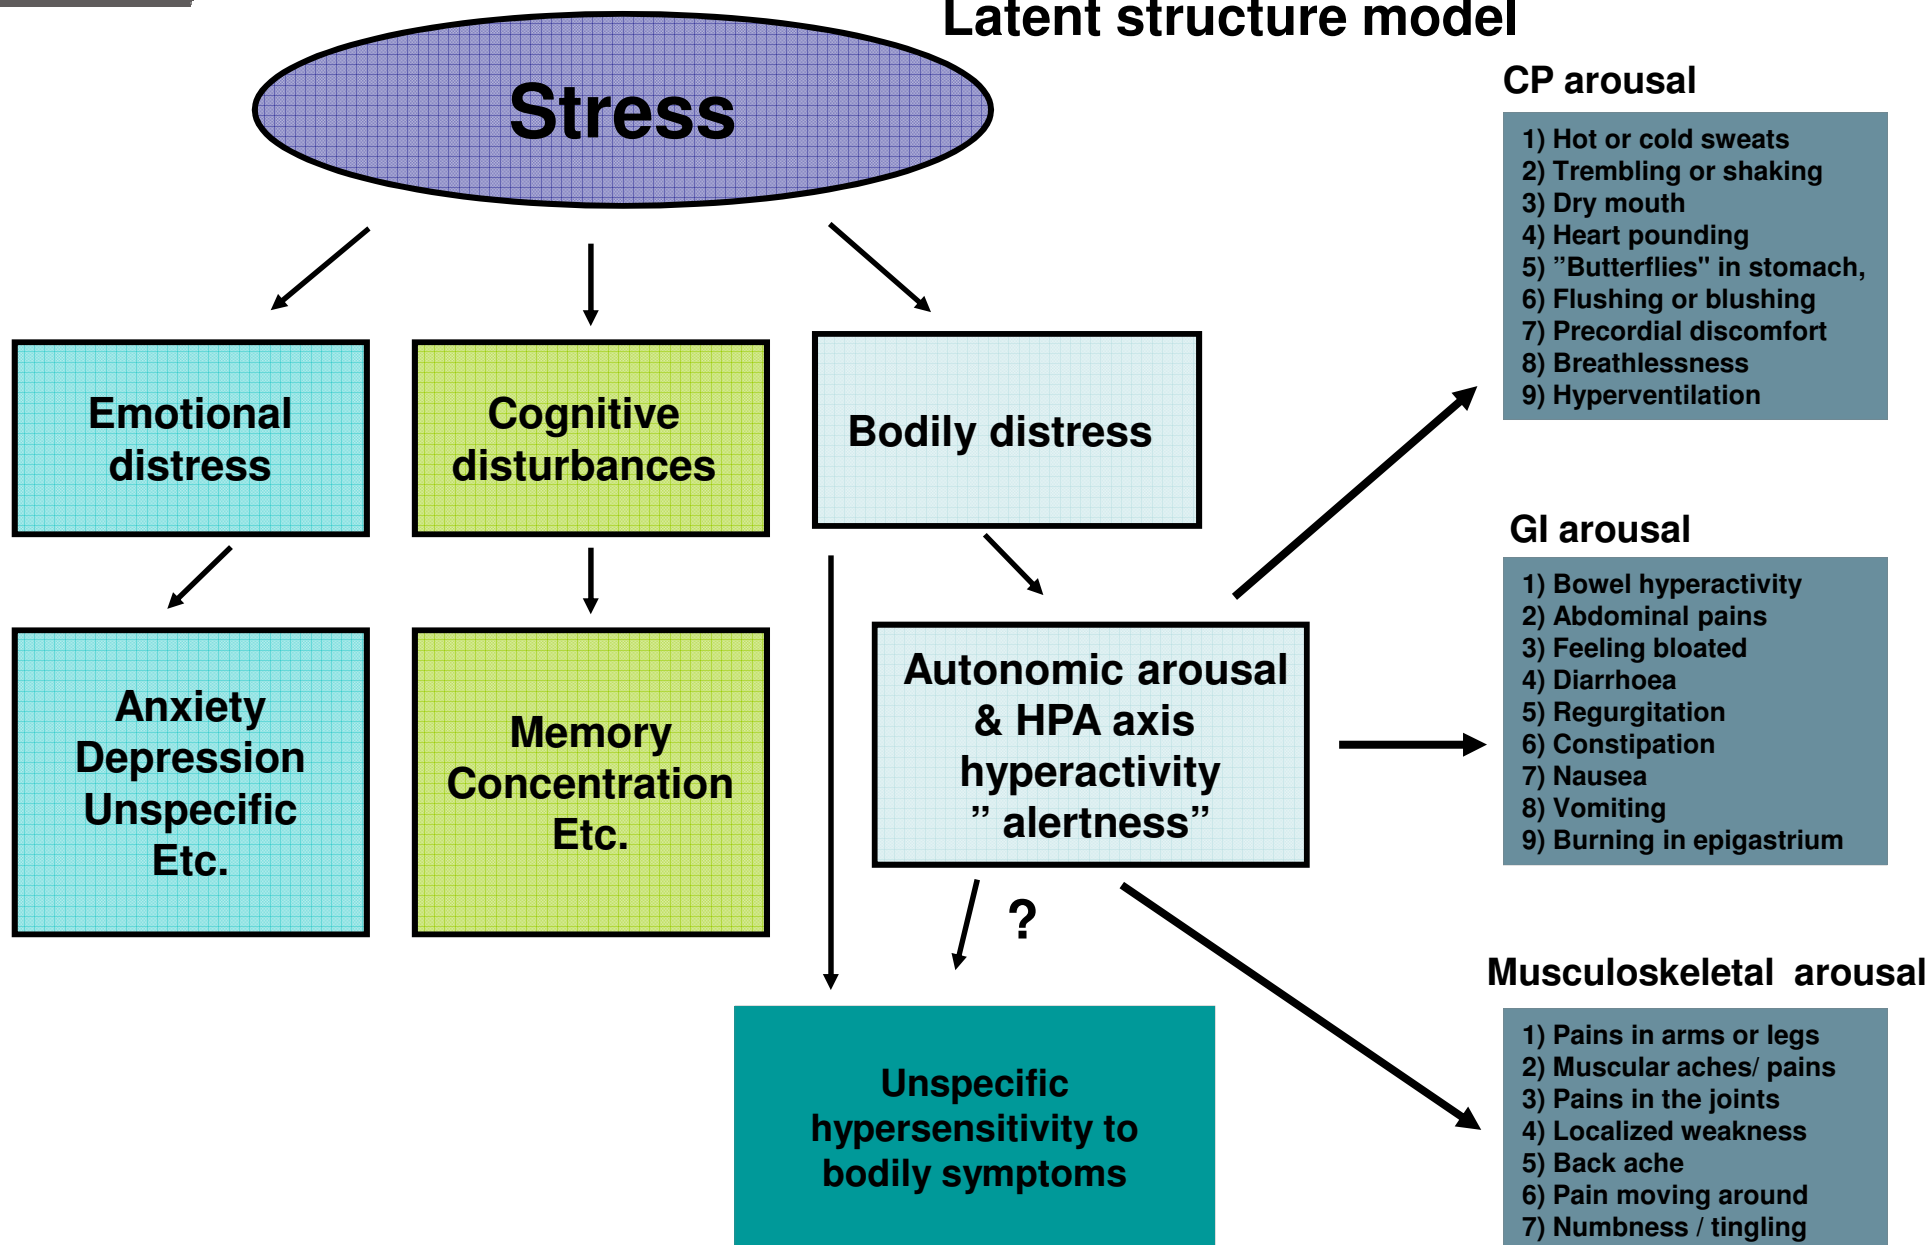 Latent structure model
Stress
Emotional
distress
Cognitive
disturbances
Bodily distress
Anxiety
Depression
Unspecific
Etc.
Memory
Concentration
Etc.
Autonomic arousal
& HPA axis
hyperactivity
” alertness”
?
Unspecific
hypersensitivity to
bodily symptoms
CP arousal
1) Hot or cold sweats
2) Trembling or shaking
3) Dry mouth
4) Heart pounding
5) ”Butterflies" in stomach,
6) Flushing or blushing
7) Precordial discomfort
8) Breathlessness
9) Hyperventilation
GI arousal
1) Bowel hyperactivity
2) Abdominal pains
3) Feeling bloated
4) Diarrhoea
5) Regurgitation
6) Constipation
7) Nausea
8) Vomiting
9) Burning in epigastrium
Musculoskeletal arousal
1) Pains in arms or legs
2) Muscular aches/ pains
3) Pains in the joints
4) Localized weakness
5) Back ache
6) Pain moving around
7) Numbness / tingling